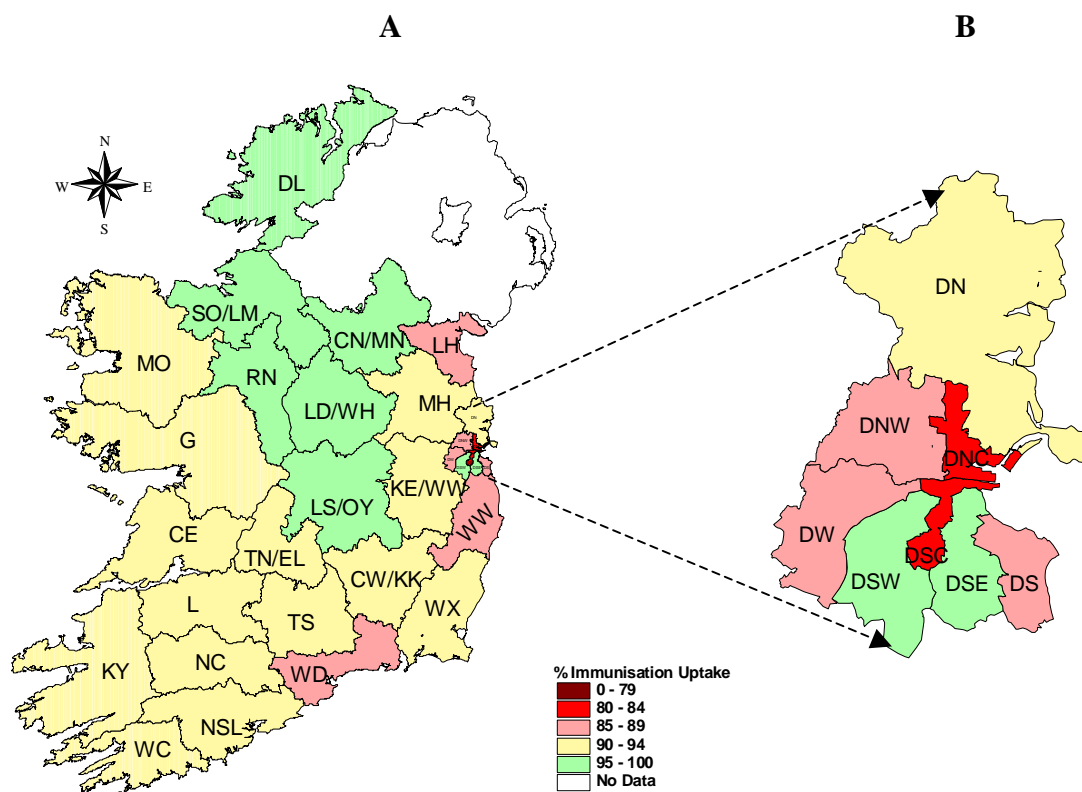 A
B
N
W E
S
DL
SO/LM
CN/MN
LH
MO
RN
LD/WH
MH
DN
G
KE/WW
LS/OY
WW
CE
TN/EL
CW/KK
L
TS
WX
KY
NC
WD
NSL
WC
DN
DNW
DNC
DW
DSC
DSW
DSE
DS
% Immunisation Uptake
0 - 79
80 - 84
85 - 89
90 - 94
95 - 100
No Data